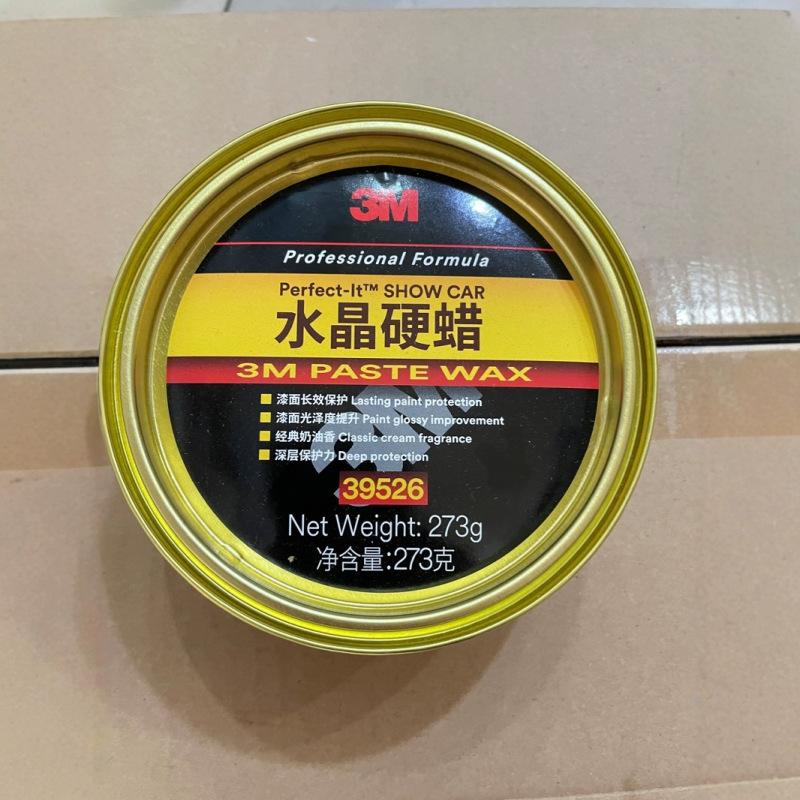 3M
Professional Formula
Perfect-It™ SHOW CAR
水晶硬蜡
3M PASTE WAX
漆面长效保护 Lasting paint protection
漆面光泽度提升 Paint glossy improvement
经典奶油香 Classic cream fragrance
深层保护力 Deep protection
3M
39526
Net Weight: 273g
净含量:273克